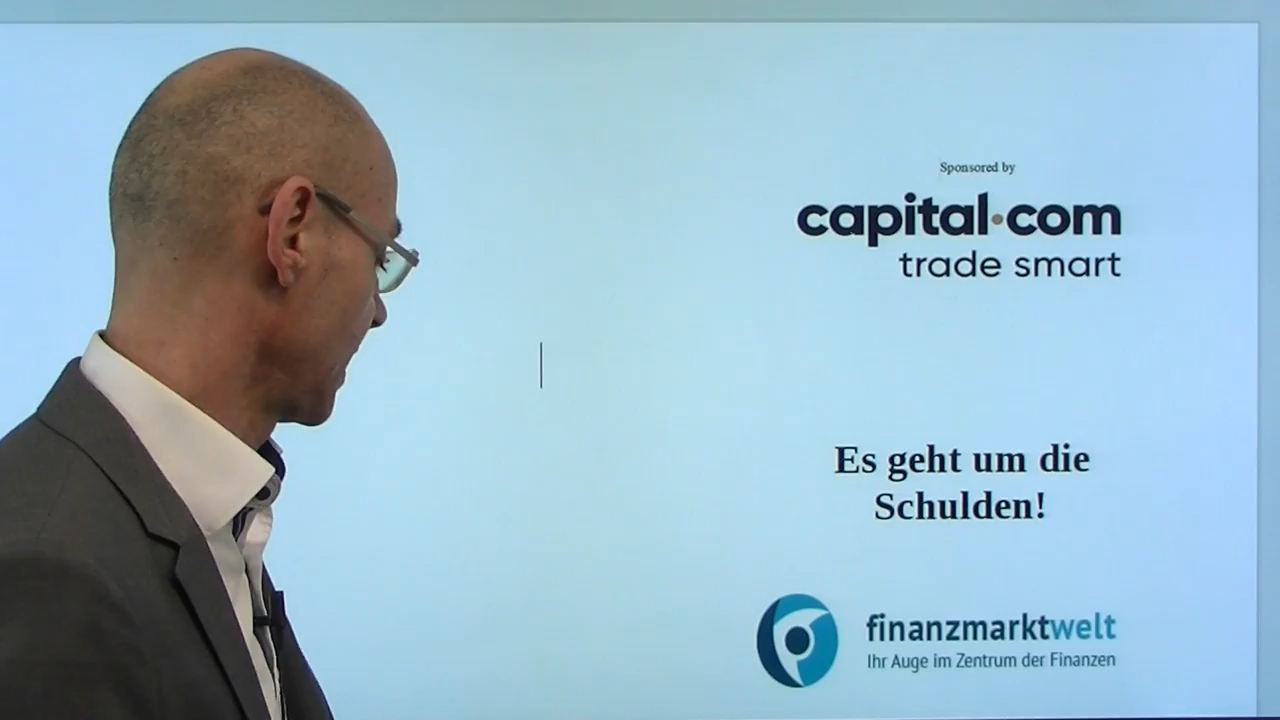 Sponsored by
capital·com
trade smart
Es geht um die
Schulden!
finanzmarktwelt
Ihr Auge im Zentrum der Finanzen